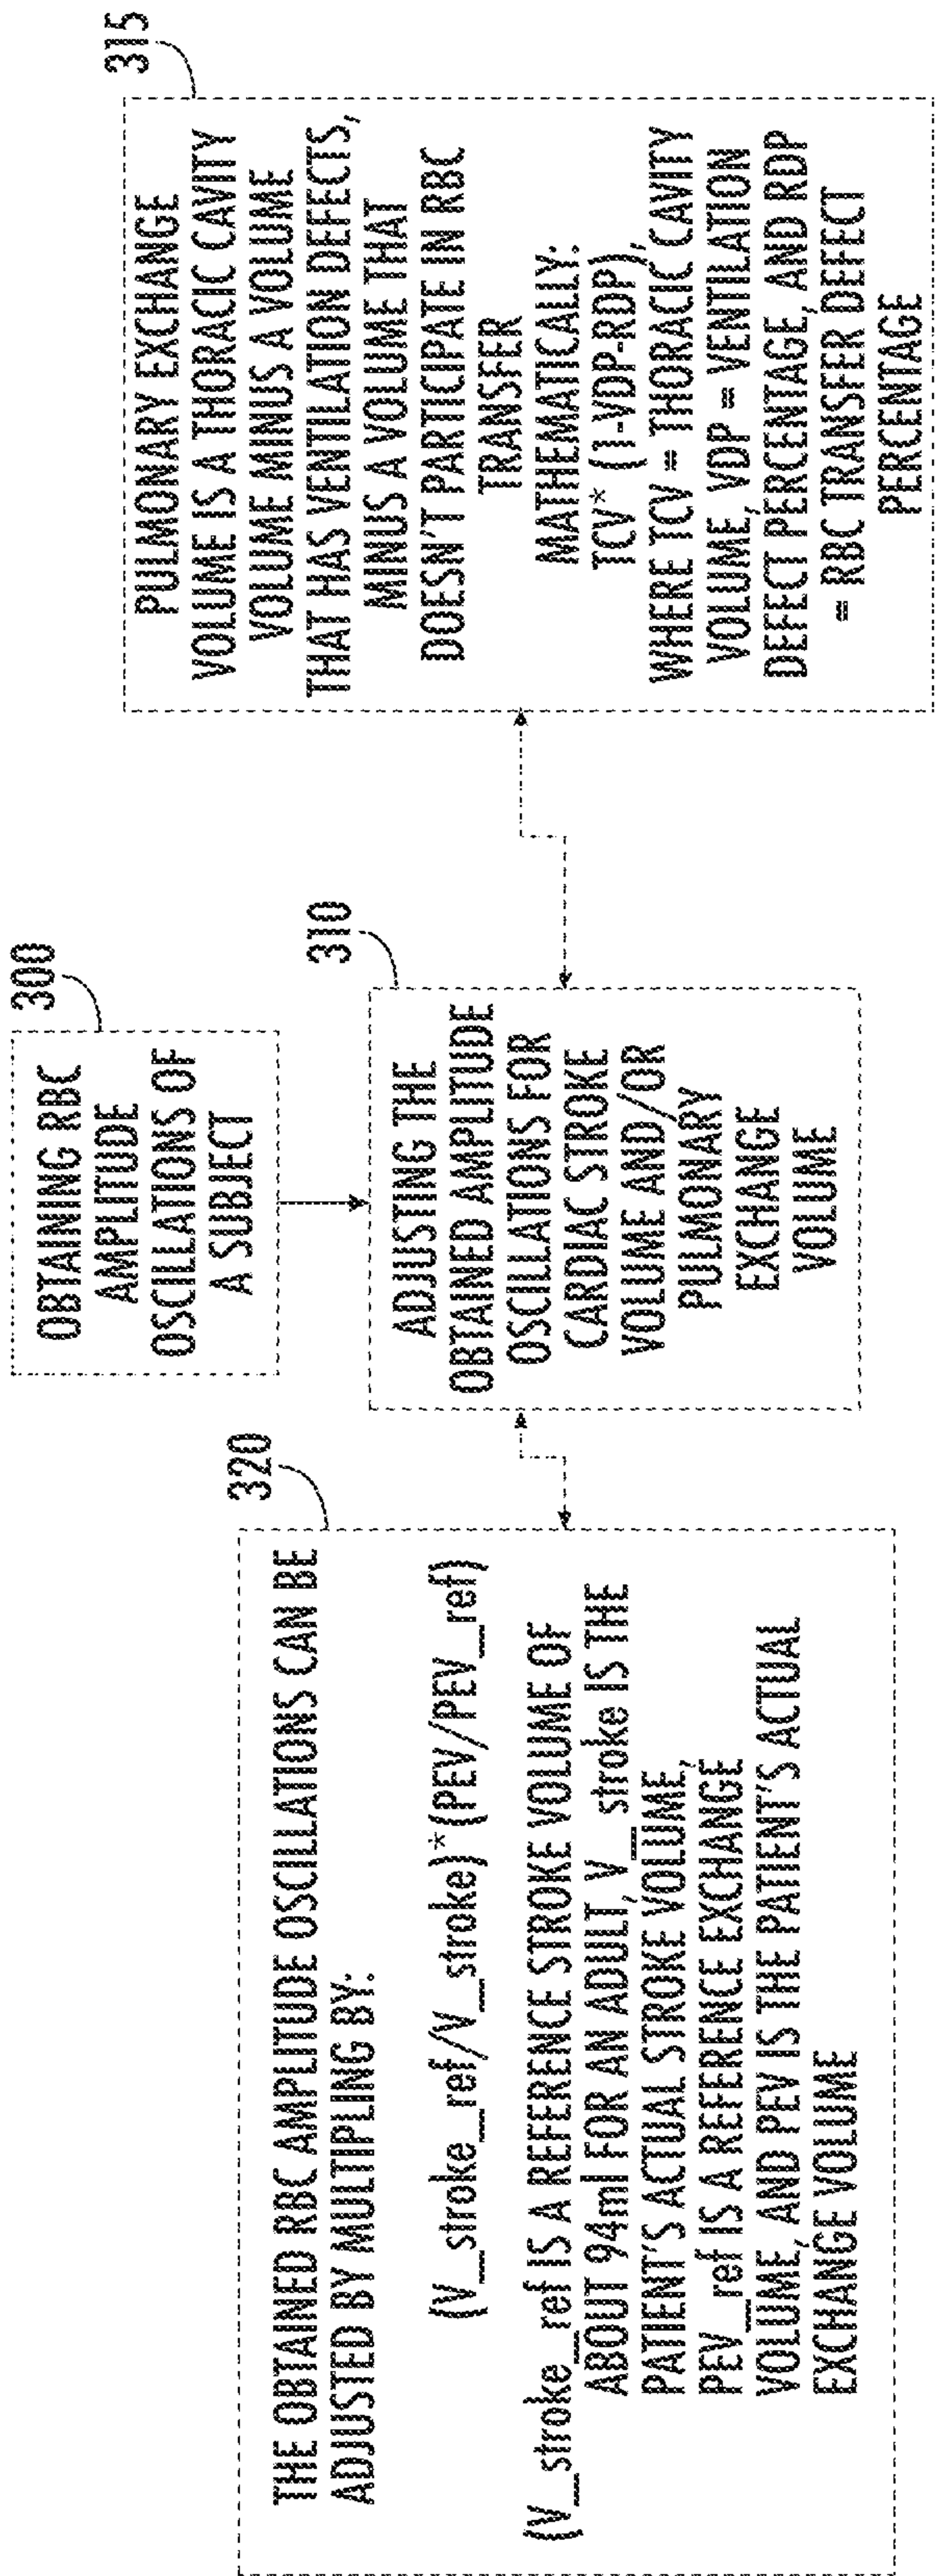 300
OBTAINING RBC
AMPLITUDE
OSCILLATIONS OF
A SUBJECT
320
THE OBTAINED RBC AMPLITUDE OSCILLATIONS CAN BE
ADJUSTED BY MULTIPLING BY:
(V_stroke_ref/V_stroke)*(PEV/PEV_ref)
(V_stroke_ref IS A REFERENCE STROKE VOLUME OF
ABOUT 94ml FOR AN ADULT, V_stroke IS THE
PATIENT'S ACTUAL STROKE VOLUME,
PEV_ref IS A REFERENCE EXCHANGE
VOLUME, AND PEV IS THE PATIENT'S ACTUAL
EXCHANGE VOLUME
310
ADJUSTING THE
OBTAINED AMPLITUDE
OSCILLATIONS FOR
CARDIAC STROKE
VOLUME AND/OR
PULMONARY
EXCHANGE
VOLUME
315
PULMONARY EXCHANGE
VOLUME IS A THORACIC CAVITY
VOLUME MINUS A VOLUME
THAT HAS VENTILATION DEFECTS,
MINUS A VOLUME THAT
DOESN'T PARTICIPATE IN RBC
TRANSFER
MATHEMATICALLY:
TCV* (1-VDP-RDP),
WHERE TCV = THORACIC CAVITY
VOLUME, VDP = VENTILATION
DEFECT PERCENTAGE, AND RDP
= RBC TRANSFER DEFECT
PERCENTAGE